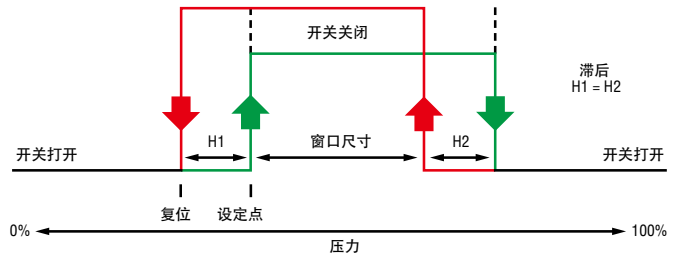 开关关闭
滞后
H1 = H2
H1
窗口尺寸
H2
开关打开
开关打开
复位
设定点
0%
100%
压力